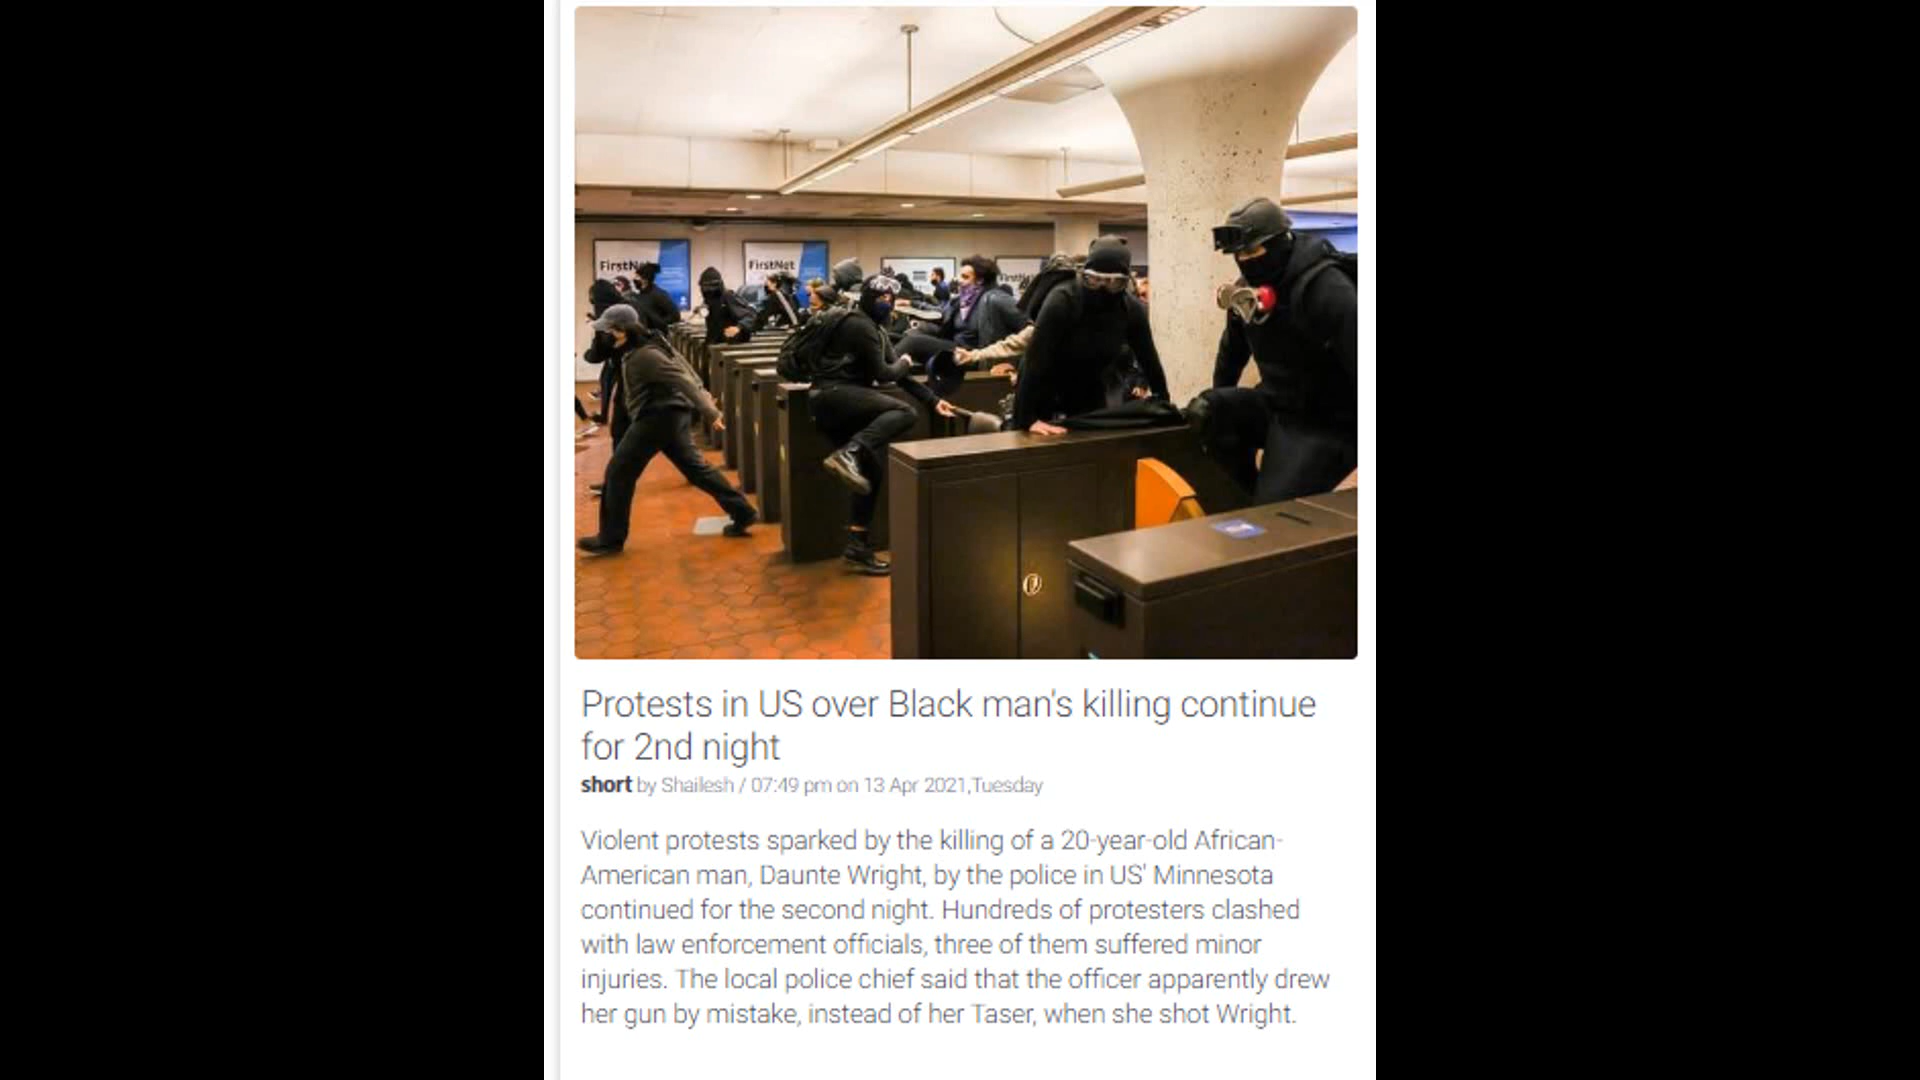 FirstNet
FirstNet
FirstNet
Protests in US over Black man's killing continue
for 2nd night
short by Shailesh / 07:49 pm on 13 Apr 2021,Tuesday
Violent protests sparked by the killing of a 20-year-old African-
American man, Daunte Wright, by the police in US' Minnesota
continued for the second night. Hundreds of protesters clashed
with law enforcement officials, three of them suffered minor
injuries. The local police chief said that the officer apparently drew
her gun by mistake, instead of her Taser, when she shot Wright.